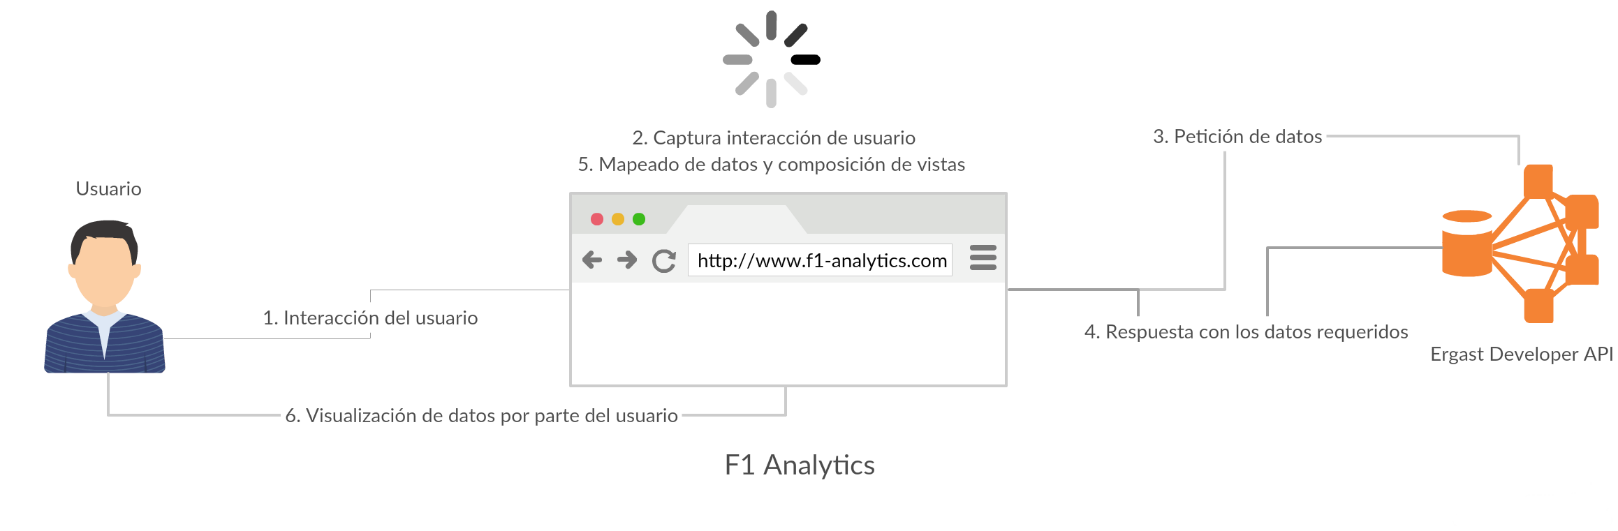 2. Captura interacción de usuario
5. Mapeado de datos y composición de vistas
3. Petición de datos
Usuario
http://www.f1-analytics.com
1. Interacción del usuario
4. Respuesta con los datos requeridos
Ergast Developer API
6. Visualización de datos por parte del usuario
F1 Analytics